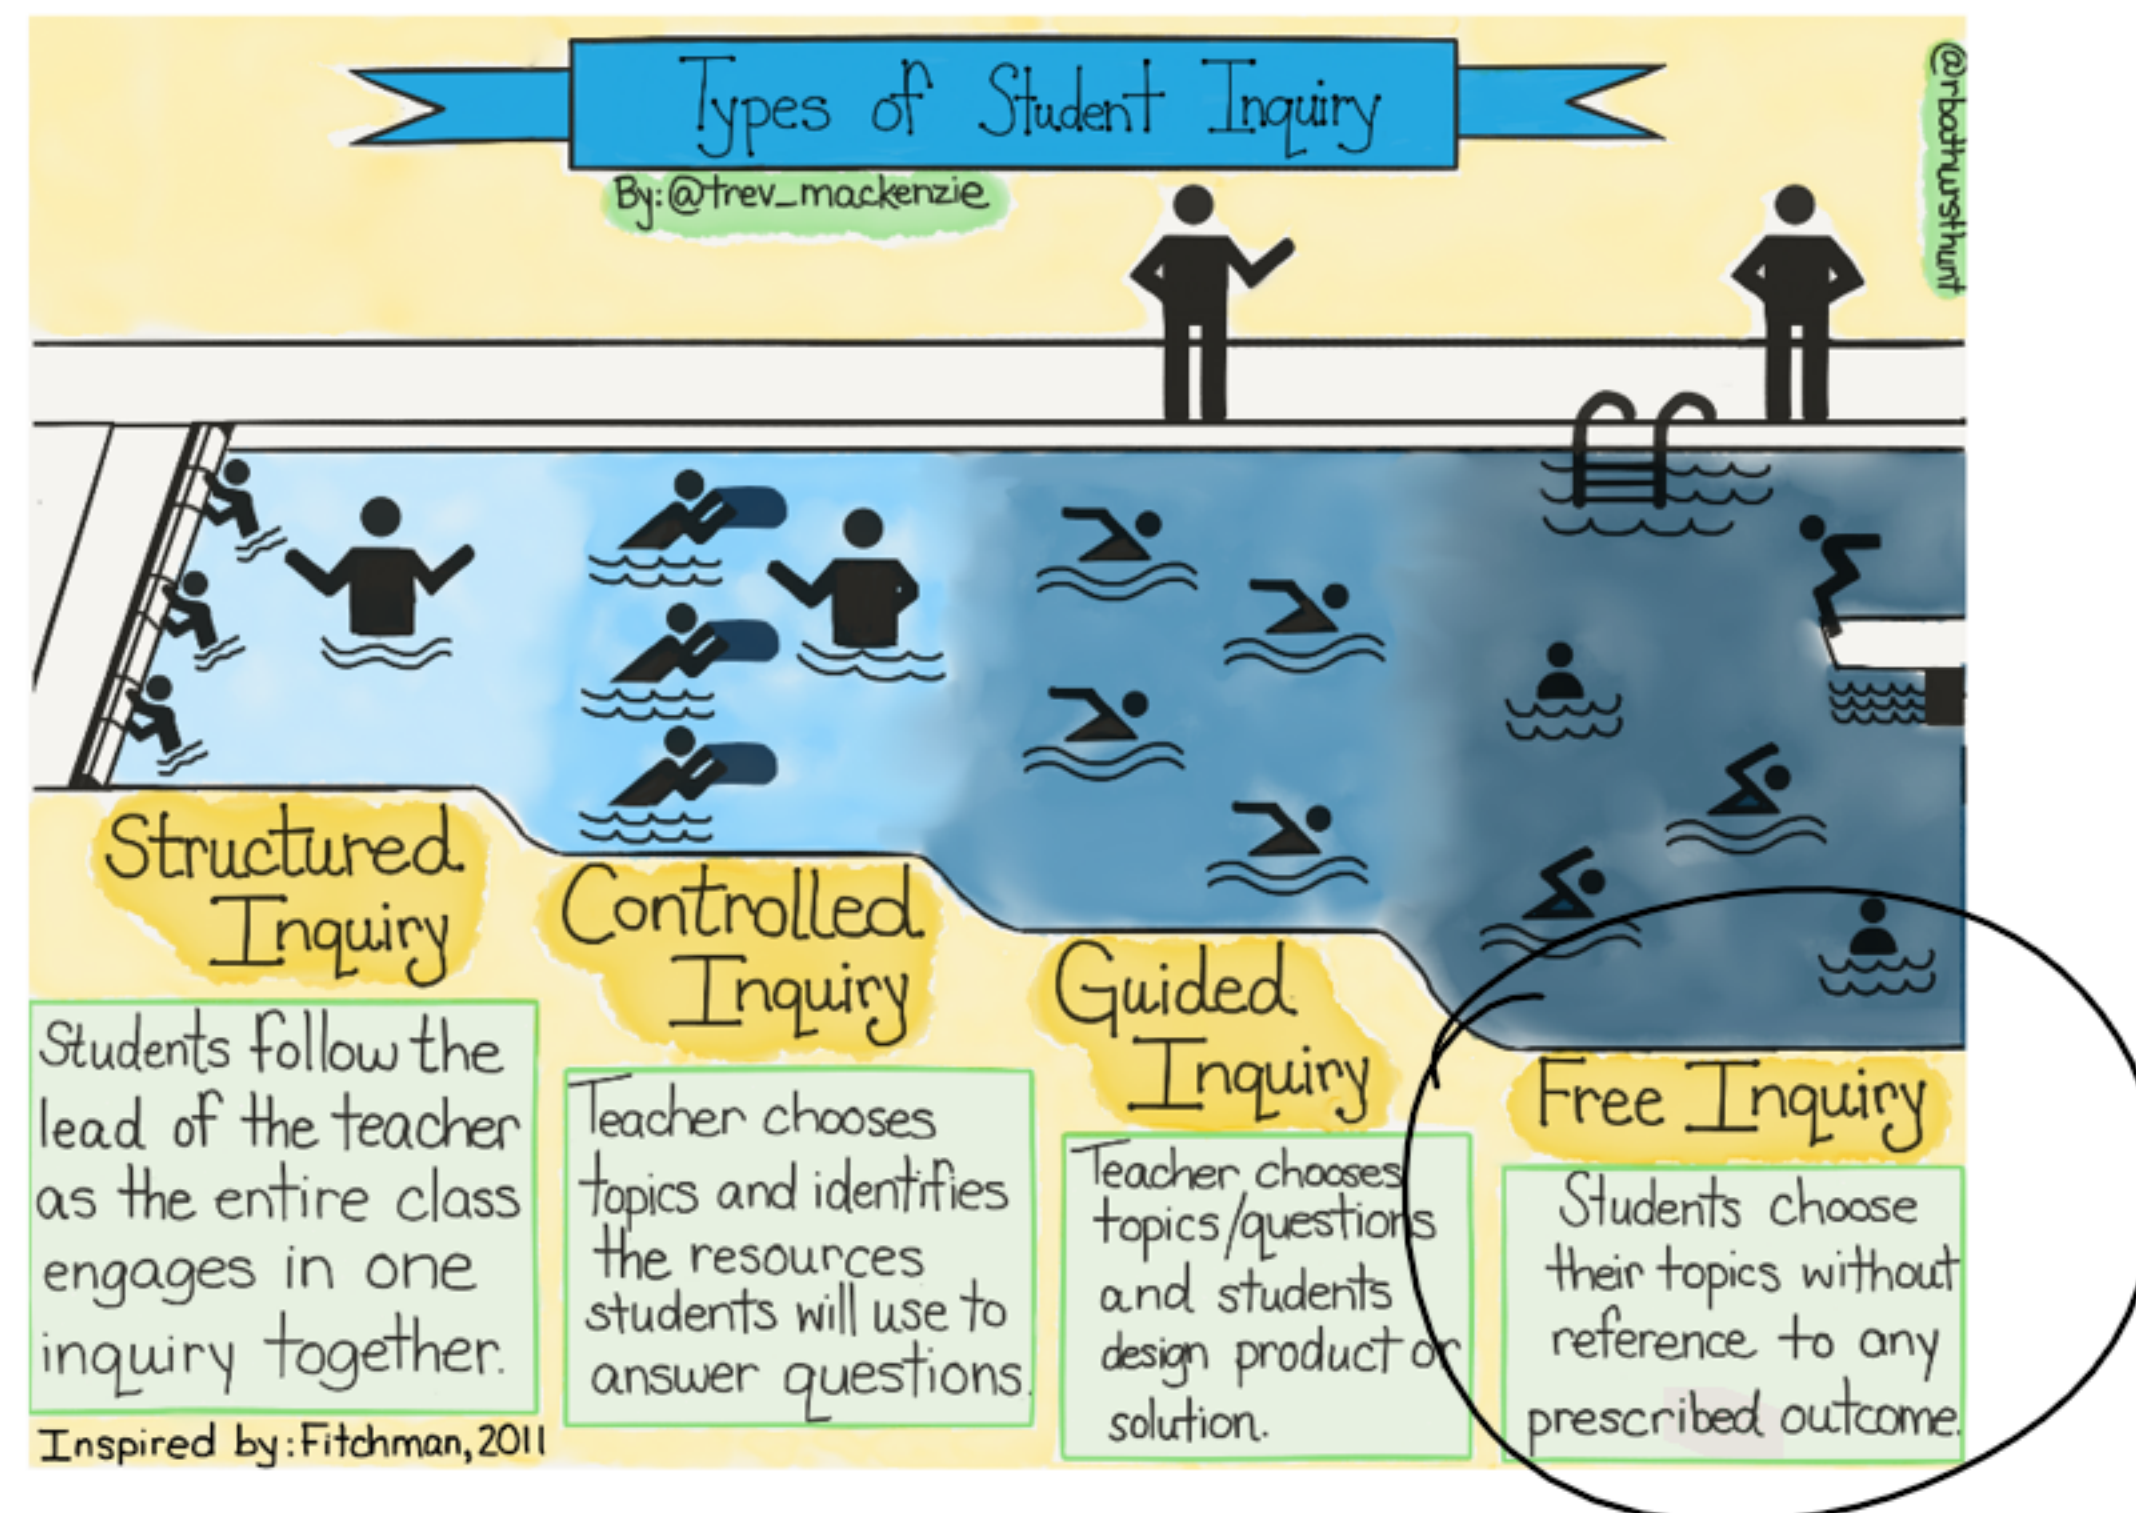 Types of Student Inquiry
By:@trev_mackenzie
@rbathursthunt
Structured
Inquiry
Students follow the
lead of the teacher
as the entire class
engages in one
inquiry together.
Controlled
Inquiry
Teacher chooses
topics and identifies
the resources
students will use to
answer questions.
Guided
Inquiry
Teacher chooses
topics/questions
and students
design product or
solution.
Free Inquiry
Students choose
their topics without
reference to any
prescribed outcome.
Inspired by:Fitchman,2011